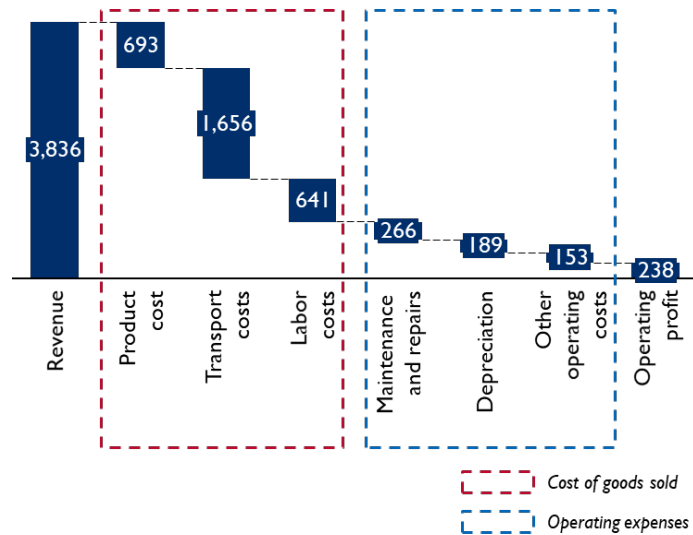 693
1,656
3,836
641
266
189
153
238
Revenue
Product
cost
Transport
costs
Labor
costs
Maintenance
and repairs
Depreciation
Other
operating
costs
Operating
profit
Cost of goods sold
Operating expenses